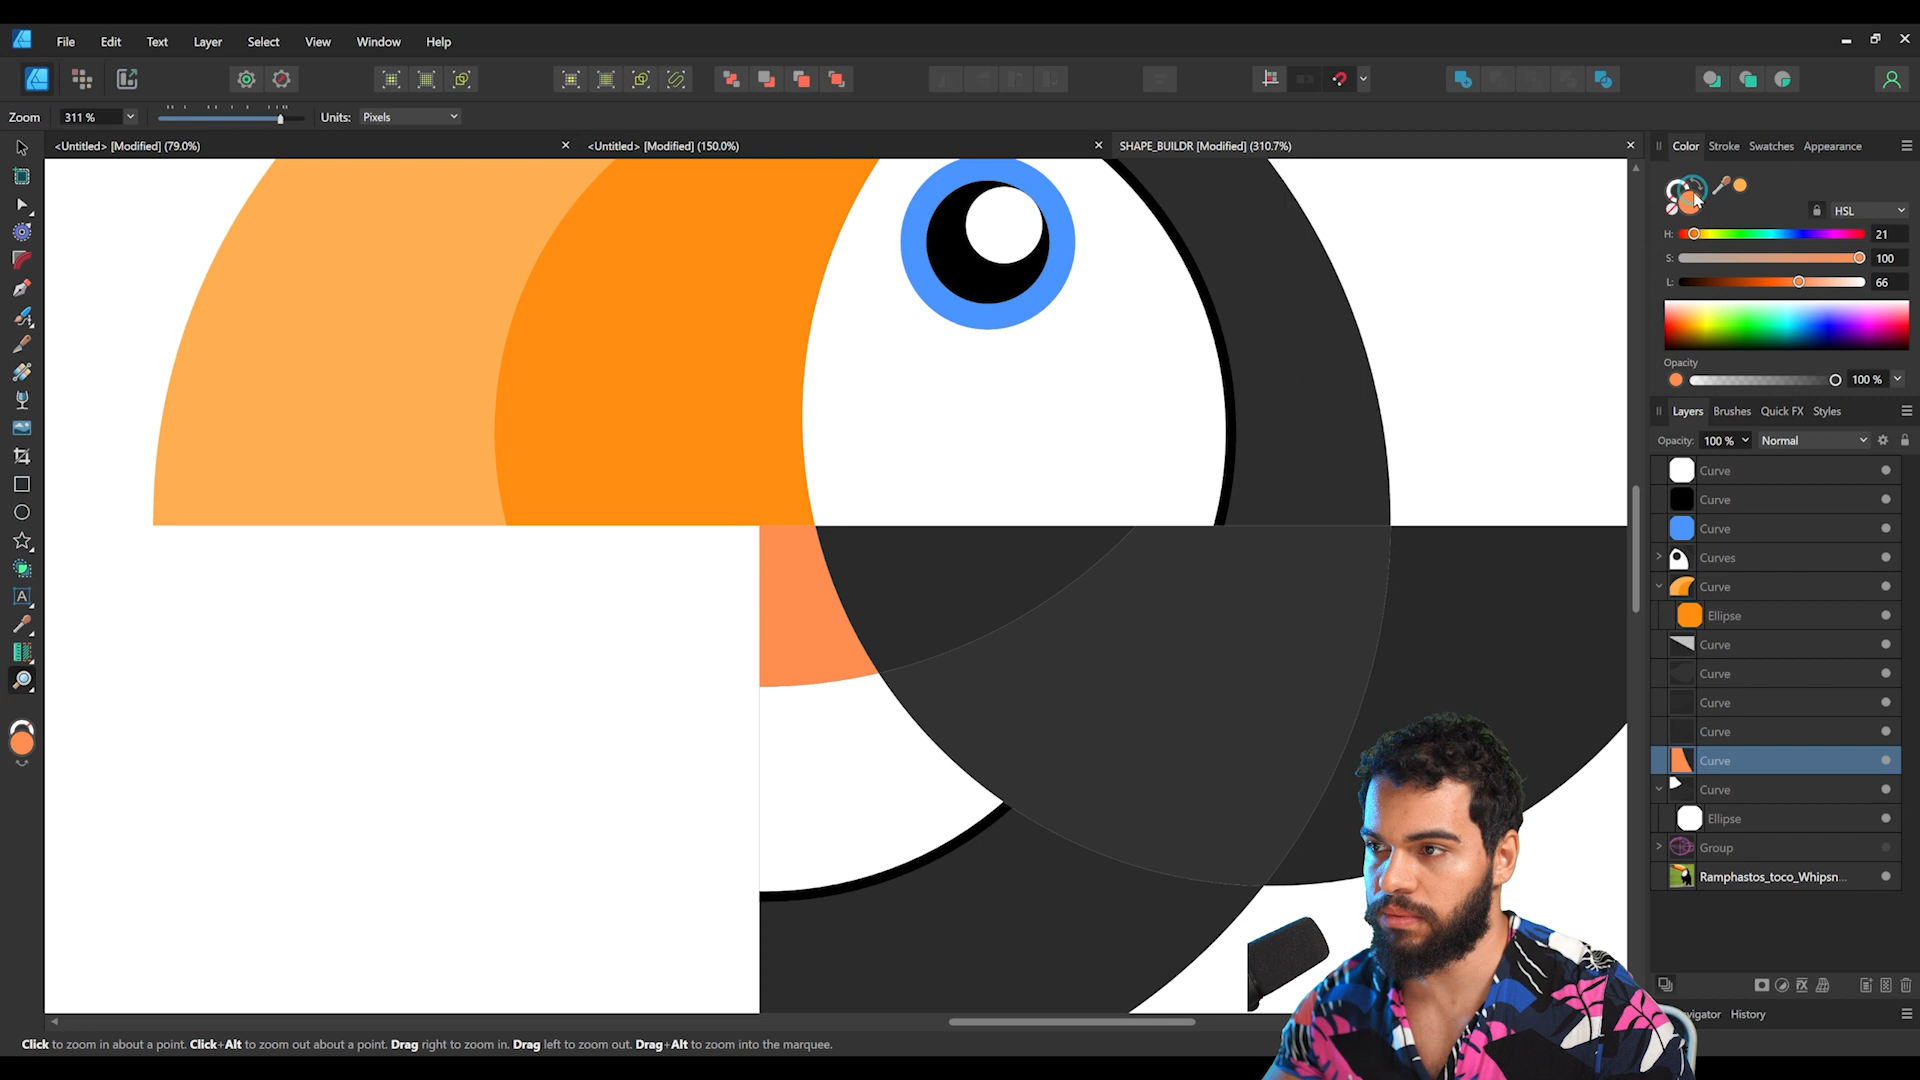 File Edit Text Layer Select View Window Help
Zoom 311 % Units: Pixels
<Untitled> [Modified] (79.0%) <Untitled> [Modified] (150.0%) SHAPE_BUILDR [Modified] (310.7%)
Color Stroke Swatches Appearance
HSL
H: 21
S: 100
L: 66
Opacity
100 %
Layers Brushes Quick FX Styles
Opacity: 100 % Normal
Curve
Curve
Curve
Curves
Curve
Ellipse
Curve
Curve
Curve
Curve
Curve
Curve
Ellipse
Group
Ramphastos_toco_Whipsn...
History
Click to zoom in about a point. Click+Alt to zoom out about a point. Drag right to zoom in. Drag left to zoom out. Drag+Alt to zoom into the marquee.